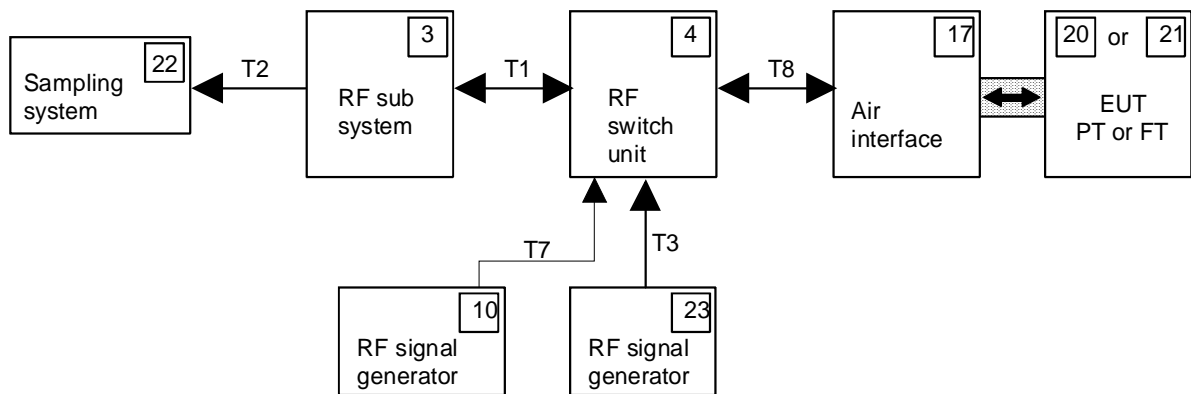 22
Sampling
system
T2
3
RF sub
system
T1
4
RF
switch
unit
T8
17
Air
interface
20 or 21
EUT
PT or FT
T7
T3
10
RF signal
generator
23
RF signal
generator